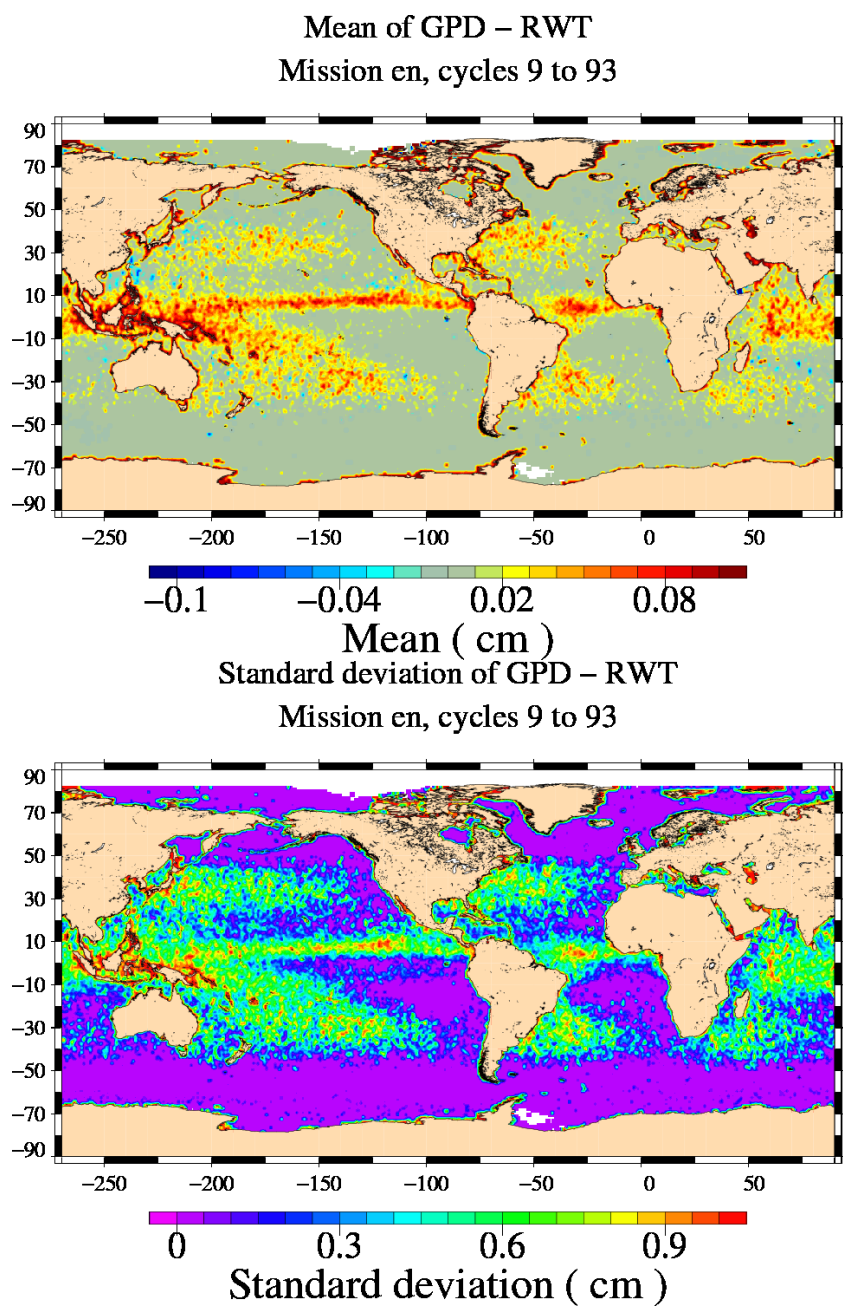 Mean of GPD − RWT
Mission en, cycles 9 to 93
90
70
50
30
10
−10
−30
−50
−70
−90
−250 −200 −150 −100 −50 0 50
−0.1 −0.04 0.02 0.08
Mean ( cm )
Standard deviation of GPD − RWT
Mission en, cycles 9 to 93
90
70
50
30
10
−10
−30
−50
−70
−90
−250 −200 −150 −100 −50 0 50
0 0.3 0.6 0.9
Standard deviation ( cm )